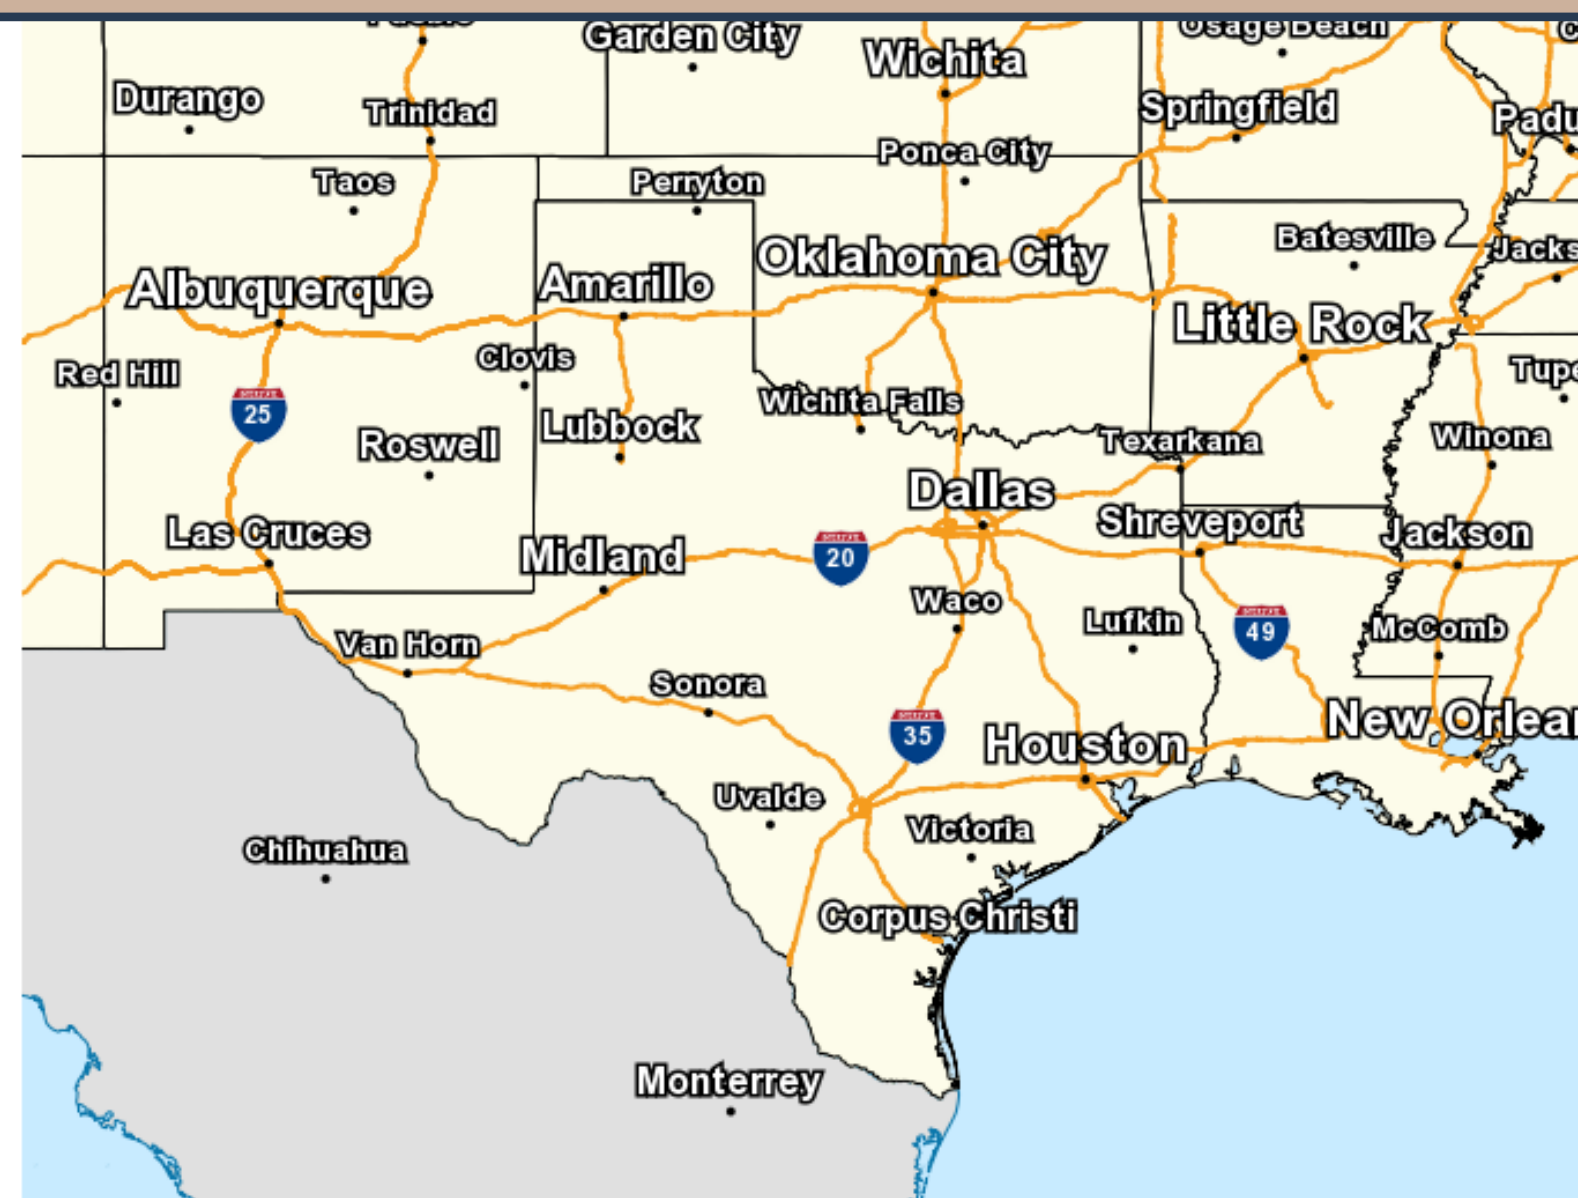 Garden City
Wichita
Osage Beach
Durango
Trinidad
Springfield
Padu
Ponca City
Taos
Perryton
Batesville
Jacks
Oklahoma City
Albuquerque
Amarillo
Little Rock
Clovis
Red Hill
Tupe
25
Wichita Falls
Lubbock
Roswell
Texarkana
Winona
Dallas
Las Cruces
Shreveport
Jackson
Midland
20
Waco
Lufkin
49
McComb
Van Horn
Sonora
New Orlean
35
Houston
Uvalde
Victoria
Chihuahua
Corpus Christi
Monterrey